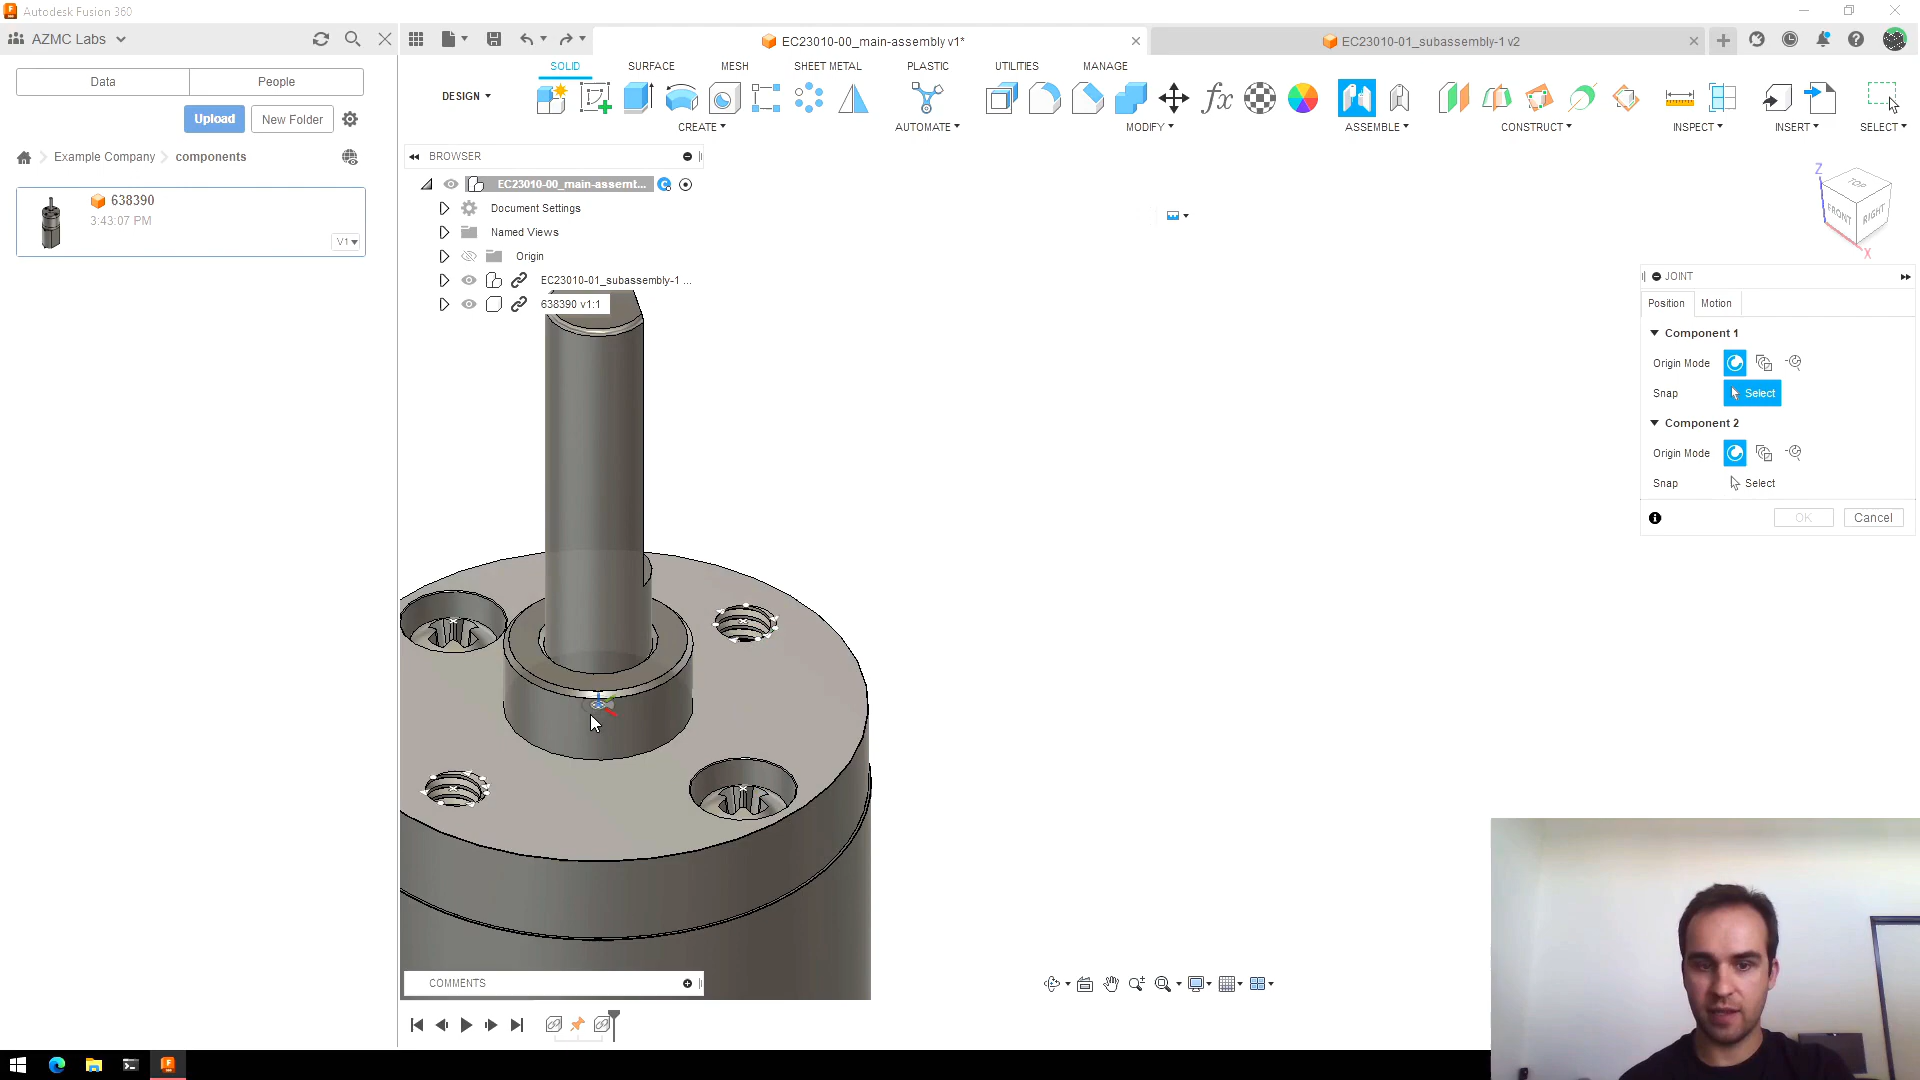 Autodesk Fusion 360
AZMC Labs
EC23010-00_main-assembly v1*
EC23010-01_subassembly-1 v2
Data
People
Upload
New Folder
Example Company
components
638390
3:43:07 PM
V1
SOLID
SURFACE
MESH
SHEET METAL
PLASTIC
UTILITIES
MANAGE
DESIGN
CREATE
AUTOMATE
MODIFY
ASSEMBLE
CONSTRUCT
INSPECT
INSERT
SELECT
BROWSER
EC23010-00_main-assemt...
Document Settings
Named Views
Origin
EC23010-01_subassembly-1 ...
638390 v1:1
Z
TOP
FRONT
RIGHT
X
JOINT
Position
Motion
Component 1
Origin Mode
Snap
Select
Component 2
Origin Mode
Snap
Select
OK
Cancel
COMMENTS